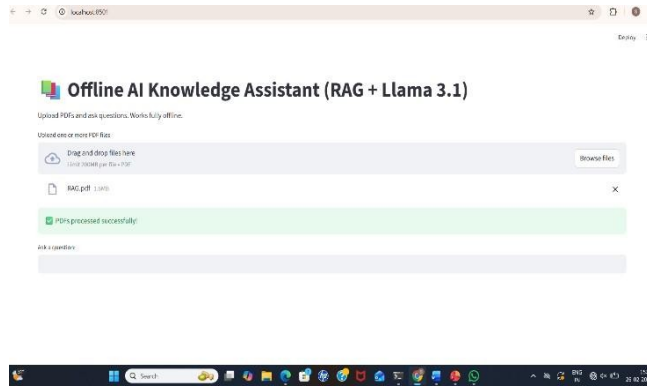 localhost:8501
Deploy
Offline AI Knowledge Assistant (RAG + Llama 3.1)
Upload PDFs and ask questions. Works fully offline.
Upload one or more PDF files
Drag and drop files here
Limit 200MB per file • PDF
Browse files
RAG.pdf
PDFs processed successfully!
Ask a question:
Search
ENG
IN